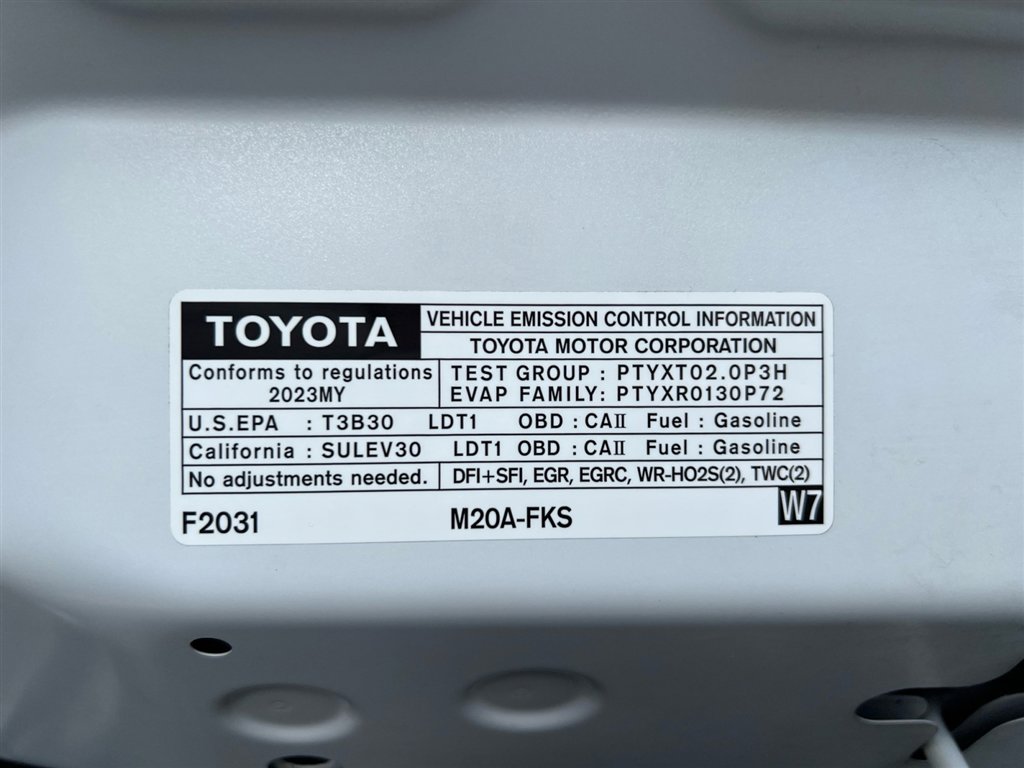 TOYOTA
VEHICLE EMISSION CONTROL INFORMATION
TOYOTA MOTOR CORPORATION
Conforms to regulations
2023MY
TEST GROUP : PTYXT02.0P3H
EVAP FAMILY: PTYXR0130P72
U.S.EPA : T3B30 LDT1 OBD : CAⅡ Fuel : Gasoline
California : SULEV30 LDT1 OBD : CAⅡ Fuel : Gasoline
No adjustments needed. DFI+SFI, EGR, EGRC, WR-HO2S(2), TWC(2)
F2031 M20A-FKS W7